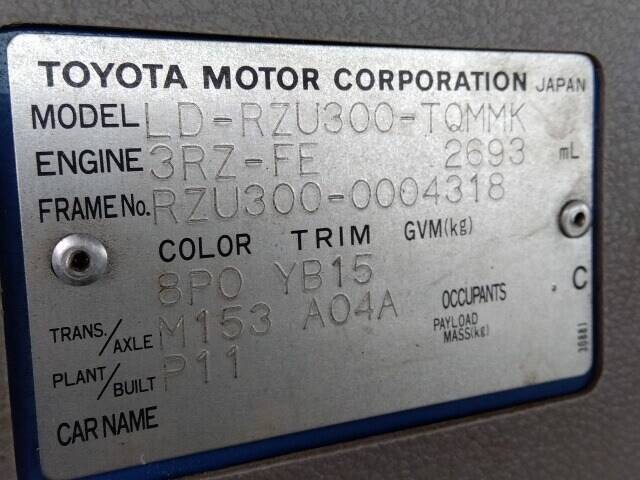 TOYOTA MOTOR CORPORATION JAPAN
MODEL LD-RZU300-TQMMK
ENGINE 3RZ-FE 2693 mL
FRAME No. RZU300-0004318
COLOR TRIM GVM(kg)
8P0 YB15
C
TRANS./AXLE M153 A04A
OCCUPANTS
PAYLOAD MASS(kg)
PLANT/BUILT P11
CAR NAME